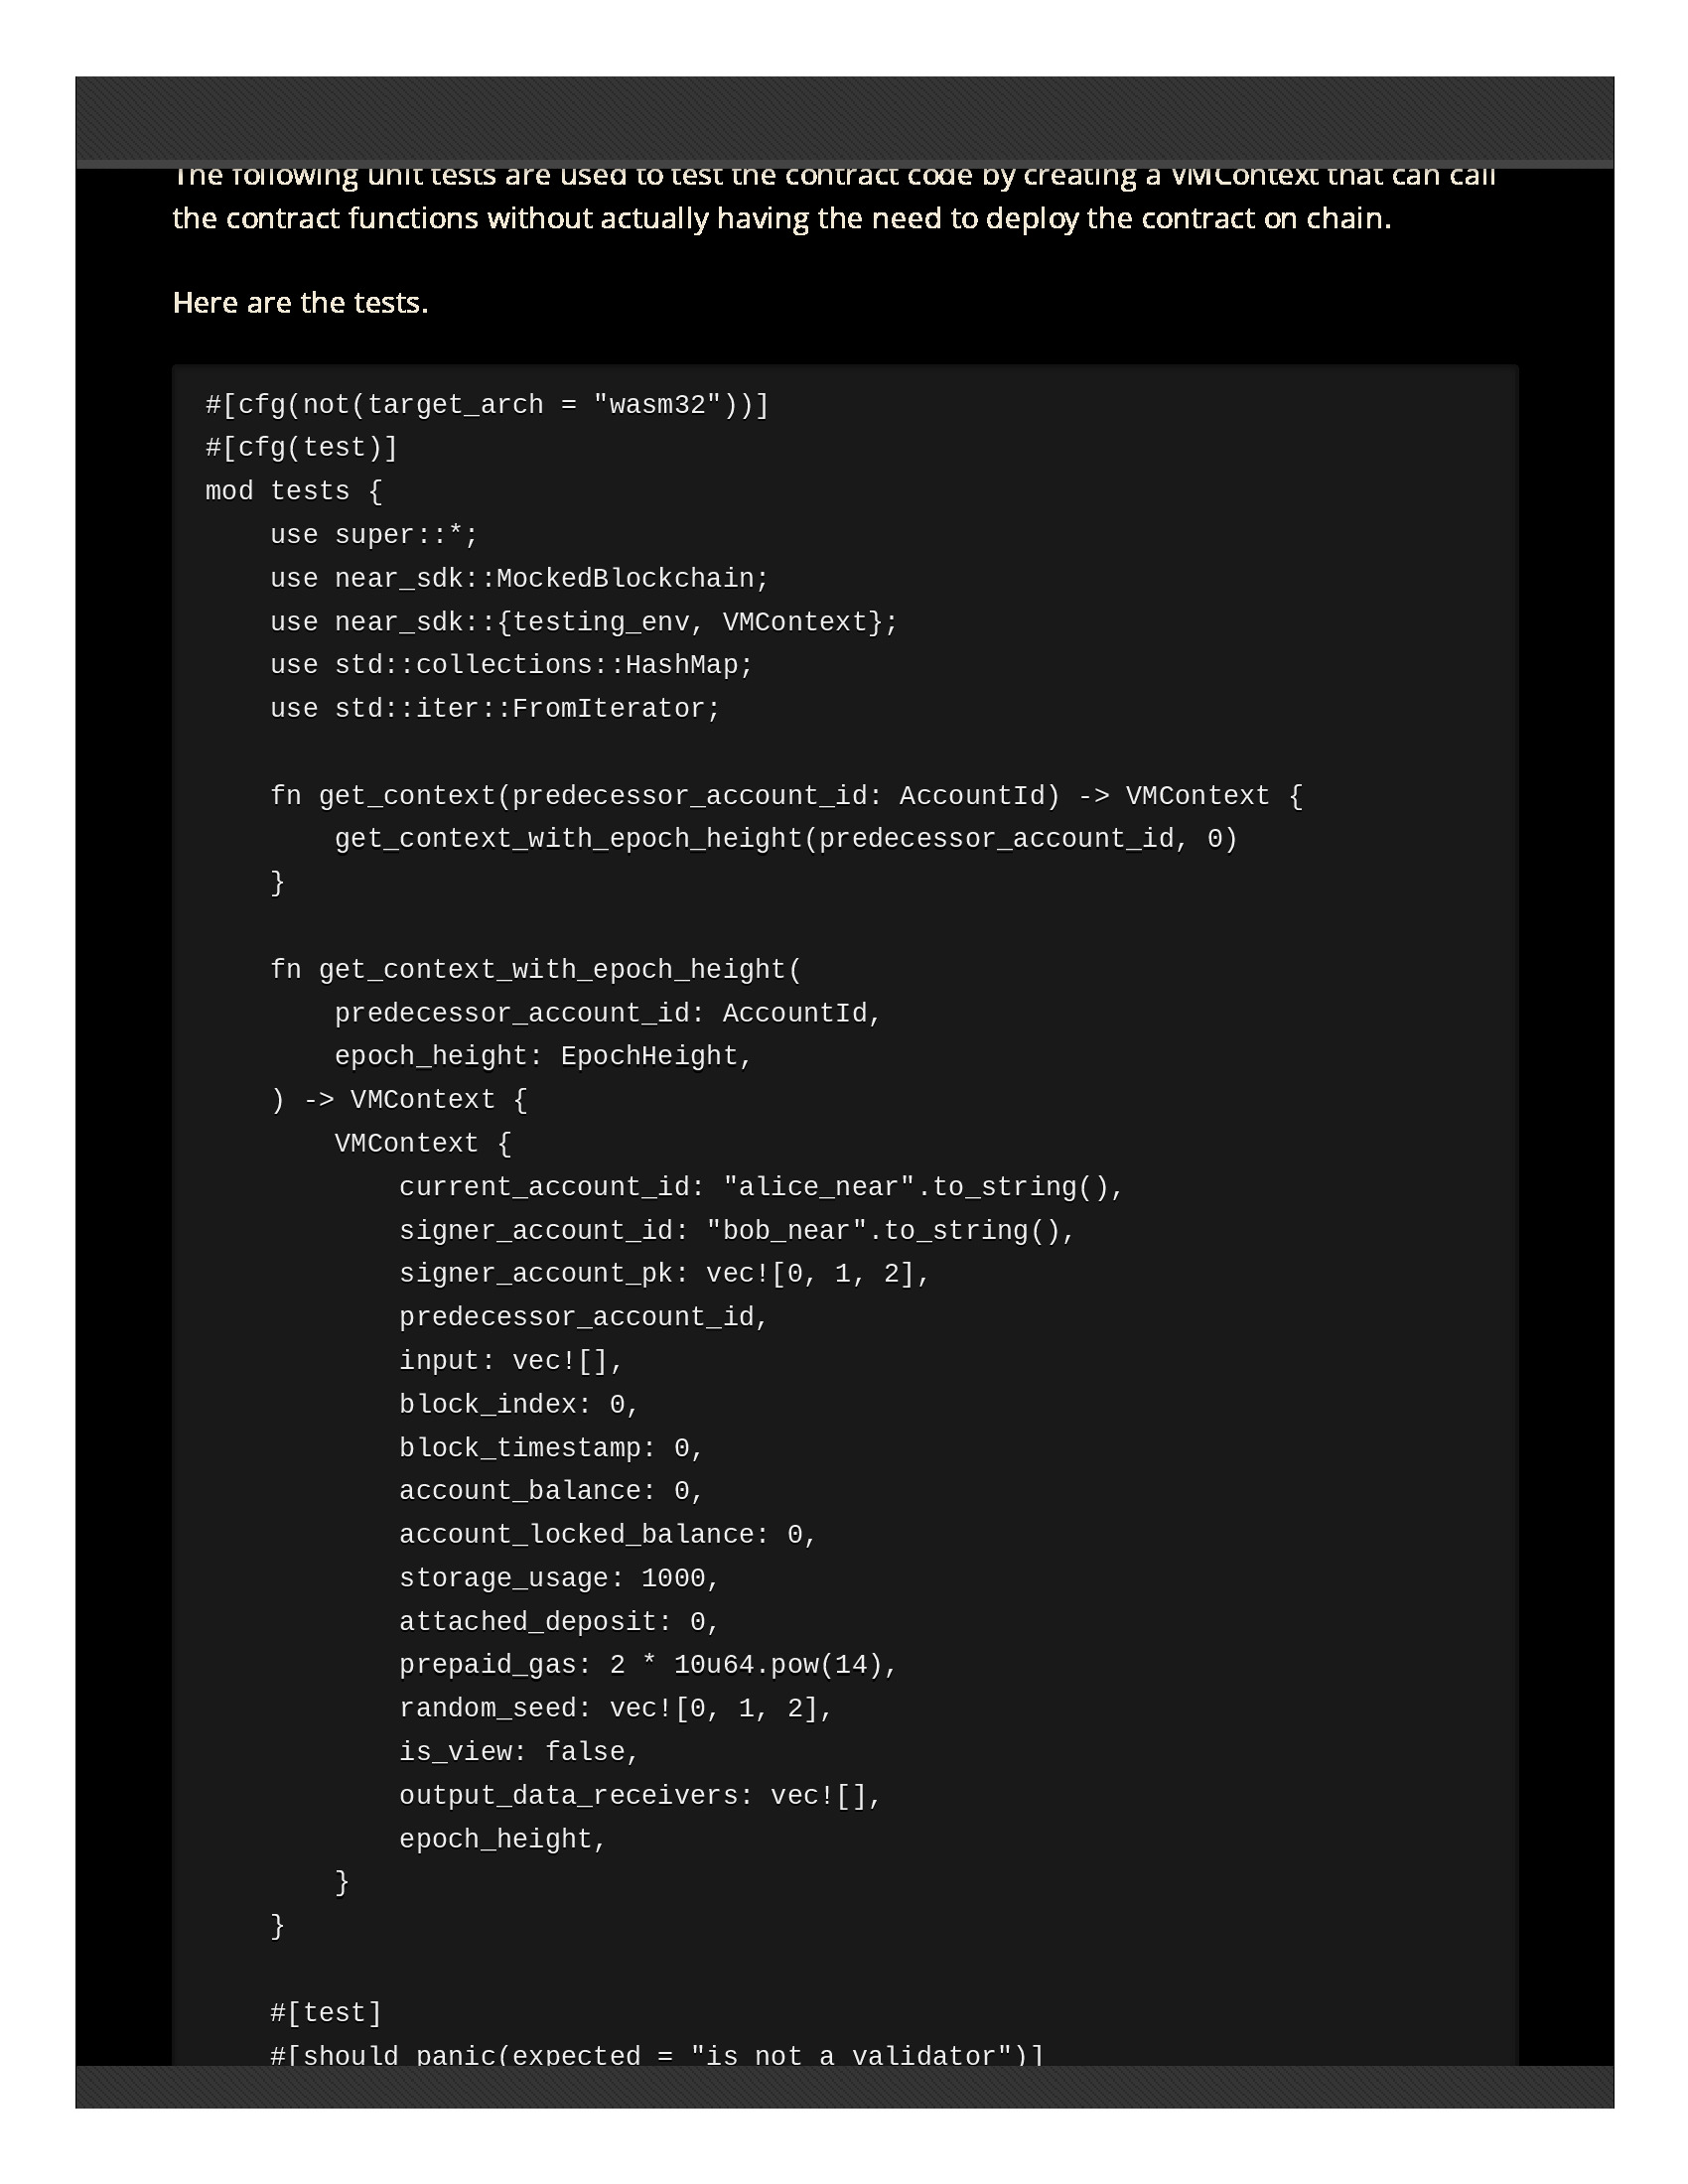 The following unit tests are used to test the contract code by creating a VMContext that can call
the contract functions without actually having the need to deploy the contract on chain.
Here are the tests.
#[cfg(not(target_arch = "wasm32"))]
#[cfg(test)]
mod tests {
    use super::*;
    use near_sdk::MockedBlockchain;
    use near_sdk::{testing_env, VMContext};
    use std::collections::HashMap;
    use std::iter::FromIterator;

    fn get_context(predecessor_account_id: AccountId) -> VMContext {
        get_context_with_epoch_height(predecessor_account_id, 0)
    }

    fn get_context_with_epoch_height(
        predecessor_account_id: AccountId,
        epoch_height: EpochHeight,
    ) -> VMContext {
        VMContext {
            current_account_id: "alice_near".to_string(),
            signer_account_id: "bob_near".to_string(),
            signer_account_pk: vec![0, 1, 2],
            predecessor_account_id,
            input: vec![],
            block_index: 0,
            block_timestamp: 0,
            account_balance: 0,
            account_locked_balance: 0,
            storage_usage: 1000,
            attached_deposit: 0,
            prepaid_gas: 2 * 10u64.pow(14),
            random_seed: vec![0, 1, 2],
            is_view: false,
            output_data_receivers: vec![],
            epoch_height,
        }
    }

    #[test]
    #[should_panic(expected = "is not a validator")]